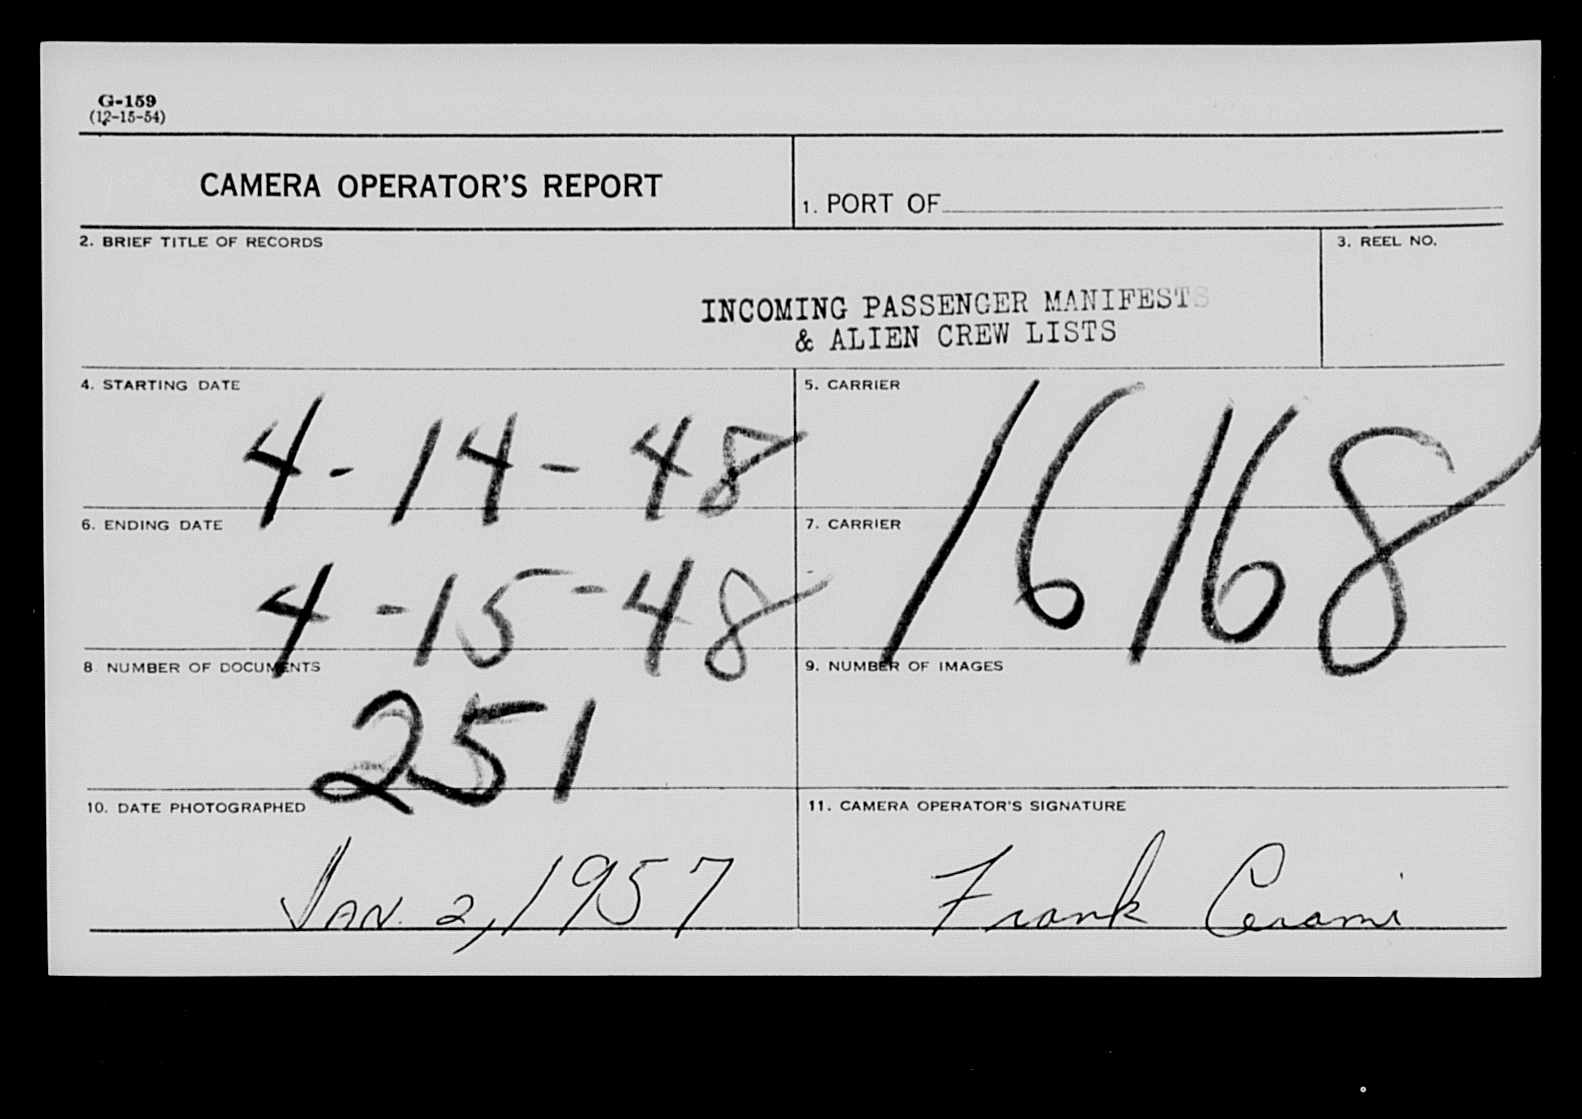 G-159
(12-15-54)
CAMERA OPERATOR'S REPORT
1. PORT OF
2. BRIEF TITLE OF RECORDS
3. REEL NO.
INCOMING PASSENGER MANIFESTS
& ALIEN CREW LISTS
4. STARTING DATE
4-14-48
5. CARRIER
16168
6. ENDING DATE
4-15-48
7. CARRIER
8 NUMBER OF DOCUMENTS
251
9. NUMBER OF IMAGES
10. DATE PHOTOGRAPHED
JAN. 2, 1957
11. CAMERA OPERATOR'S SIGNATURE
Frank Cerami